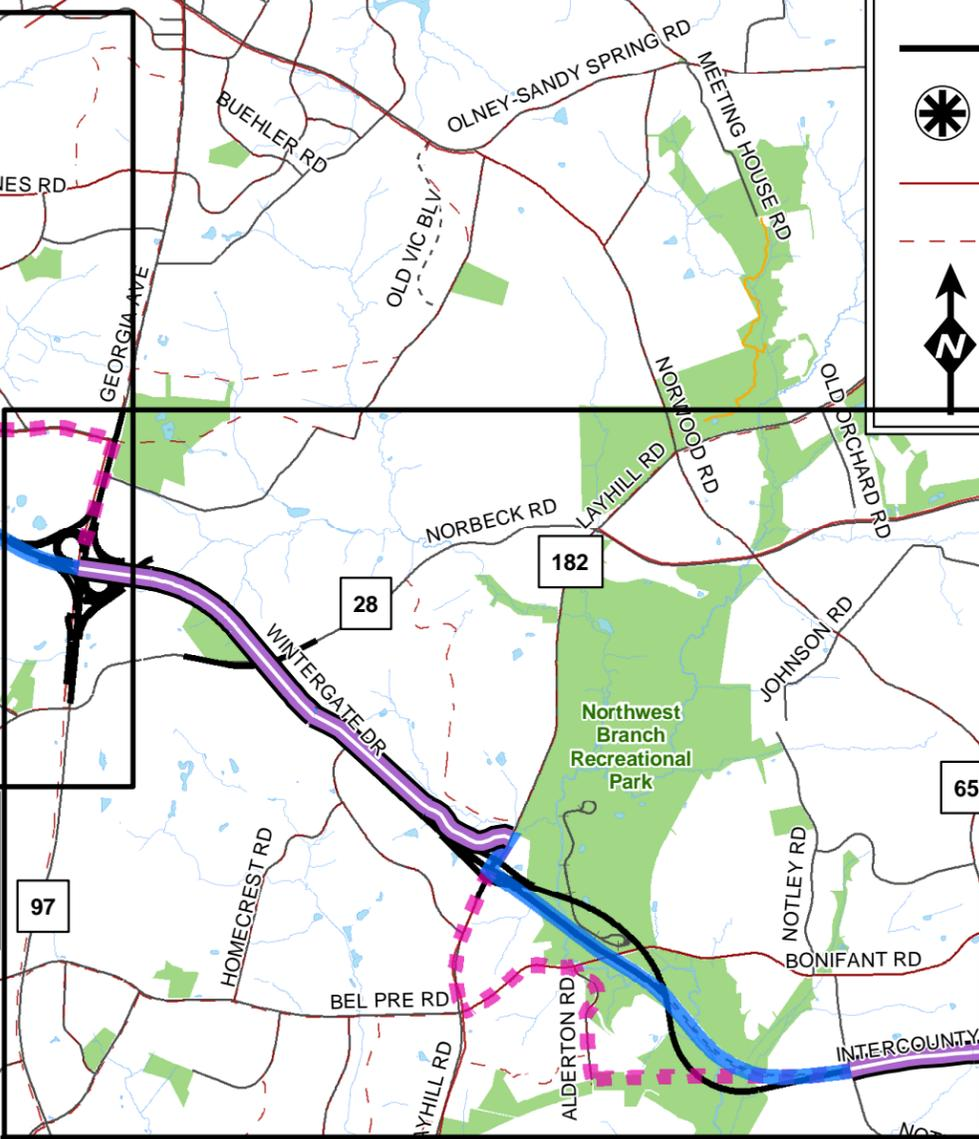 OLNEY-SANDY SPRING RD
MEETING HOUSE RD
BUEHLER RD
NES RD
OLD VIC BLV
GEORGIA AVE
N
NORWOOD RD
OLD ORCHARD RD
LAYHILL RD
NORBECK RD
182
28
JOHNSON RD
WINTERGATE DR
Northwest
Branch
Recreational
Park
65
HOMECREST RD
NOTLEY RD
97
BONIFANT RD
BEL PRE RD
ALDERTON RD
INTERCOUNTY
AYHILL RD
NOT